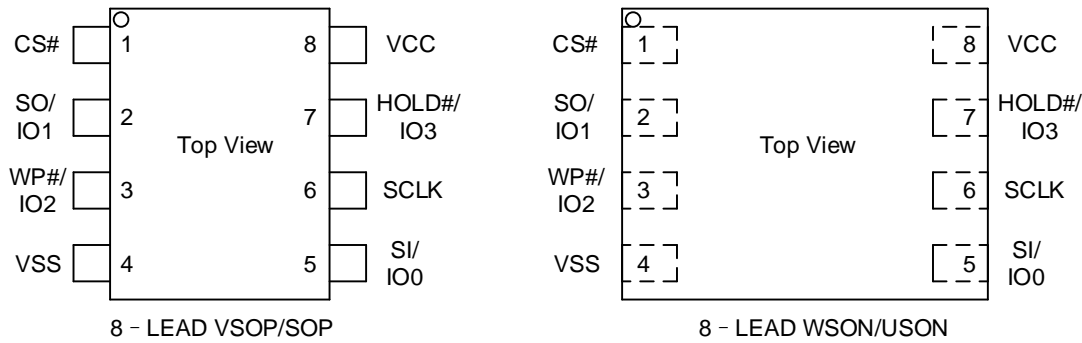 CS#
1
8
VCC
SO/
IO1
2
7
HOLD#/
IO3
Top View
WP#/
IO2
3
6
SCLK
VSS
4
5
SI/
IO0
8 – LEAD VSOP/SOP
CS#
1
8
VCC
SO/
IO1
2
7
HOLD#/
IO3
Top View
WP#/
IO2
3
6
SCLK
VSS
4
5
SI/
IO0
8 – LEAD WSON/USON